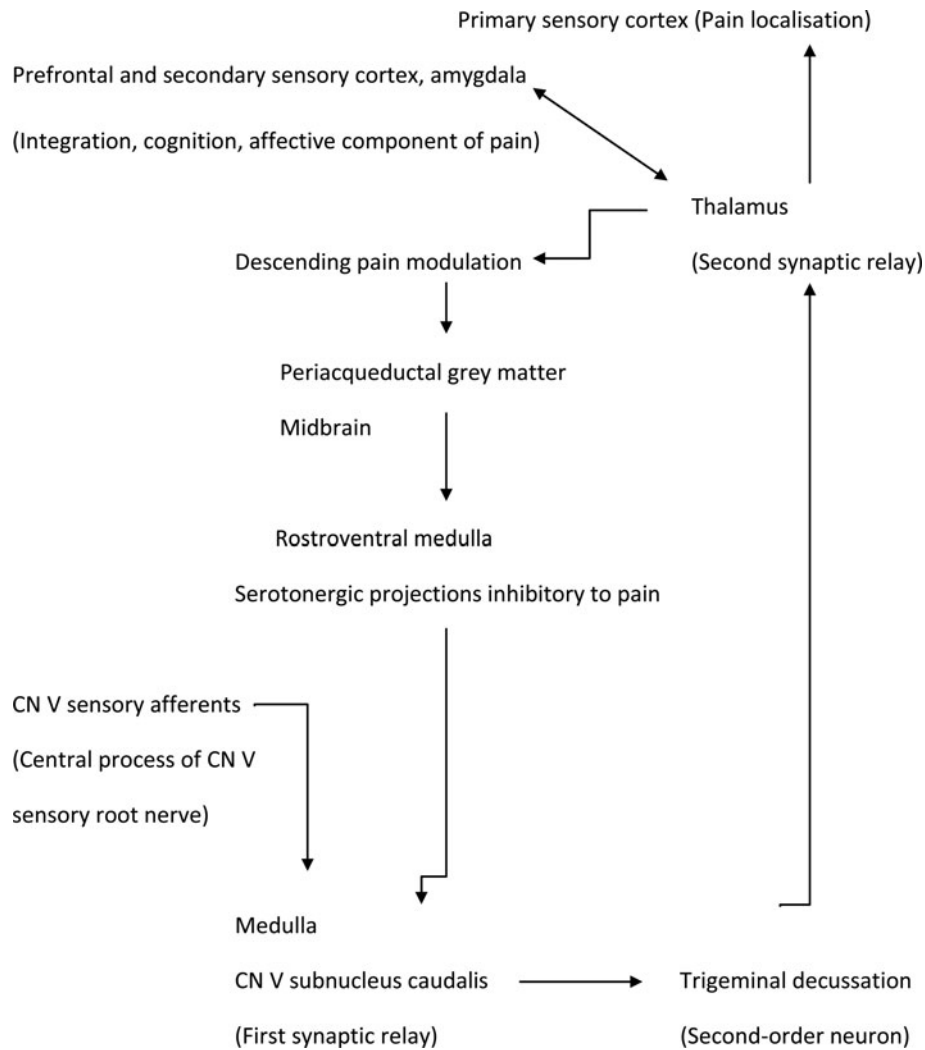 Primary sensory cortex (Pain localisation)
Prefrontal and secondary sensory cortex, amygdala
(Integration, cognition, affective component of pain)
Thalamus
(Second synaptic relay)
Descending pain modulation
Periacqueductal grey matter
Midbrain
Rostroventral medulla
Serotonergic projections inhibitory to pain
CN V sensory afferents
(Central process of CN V
sensory root nerve)
Medulla
CN V subnucleus caudalis
(First synaptic relay)
Trigeminal decussation
(Second-order neuron)